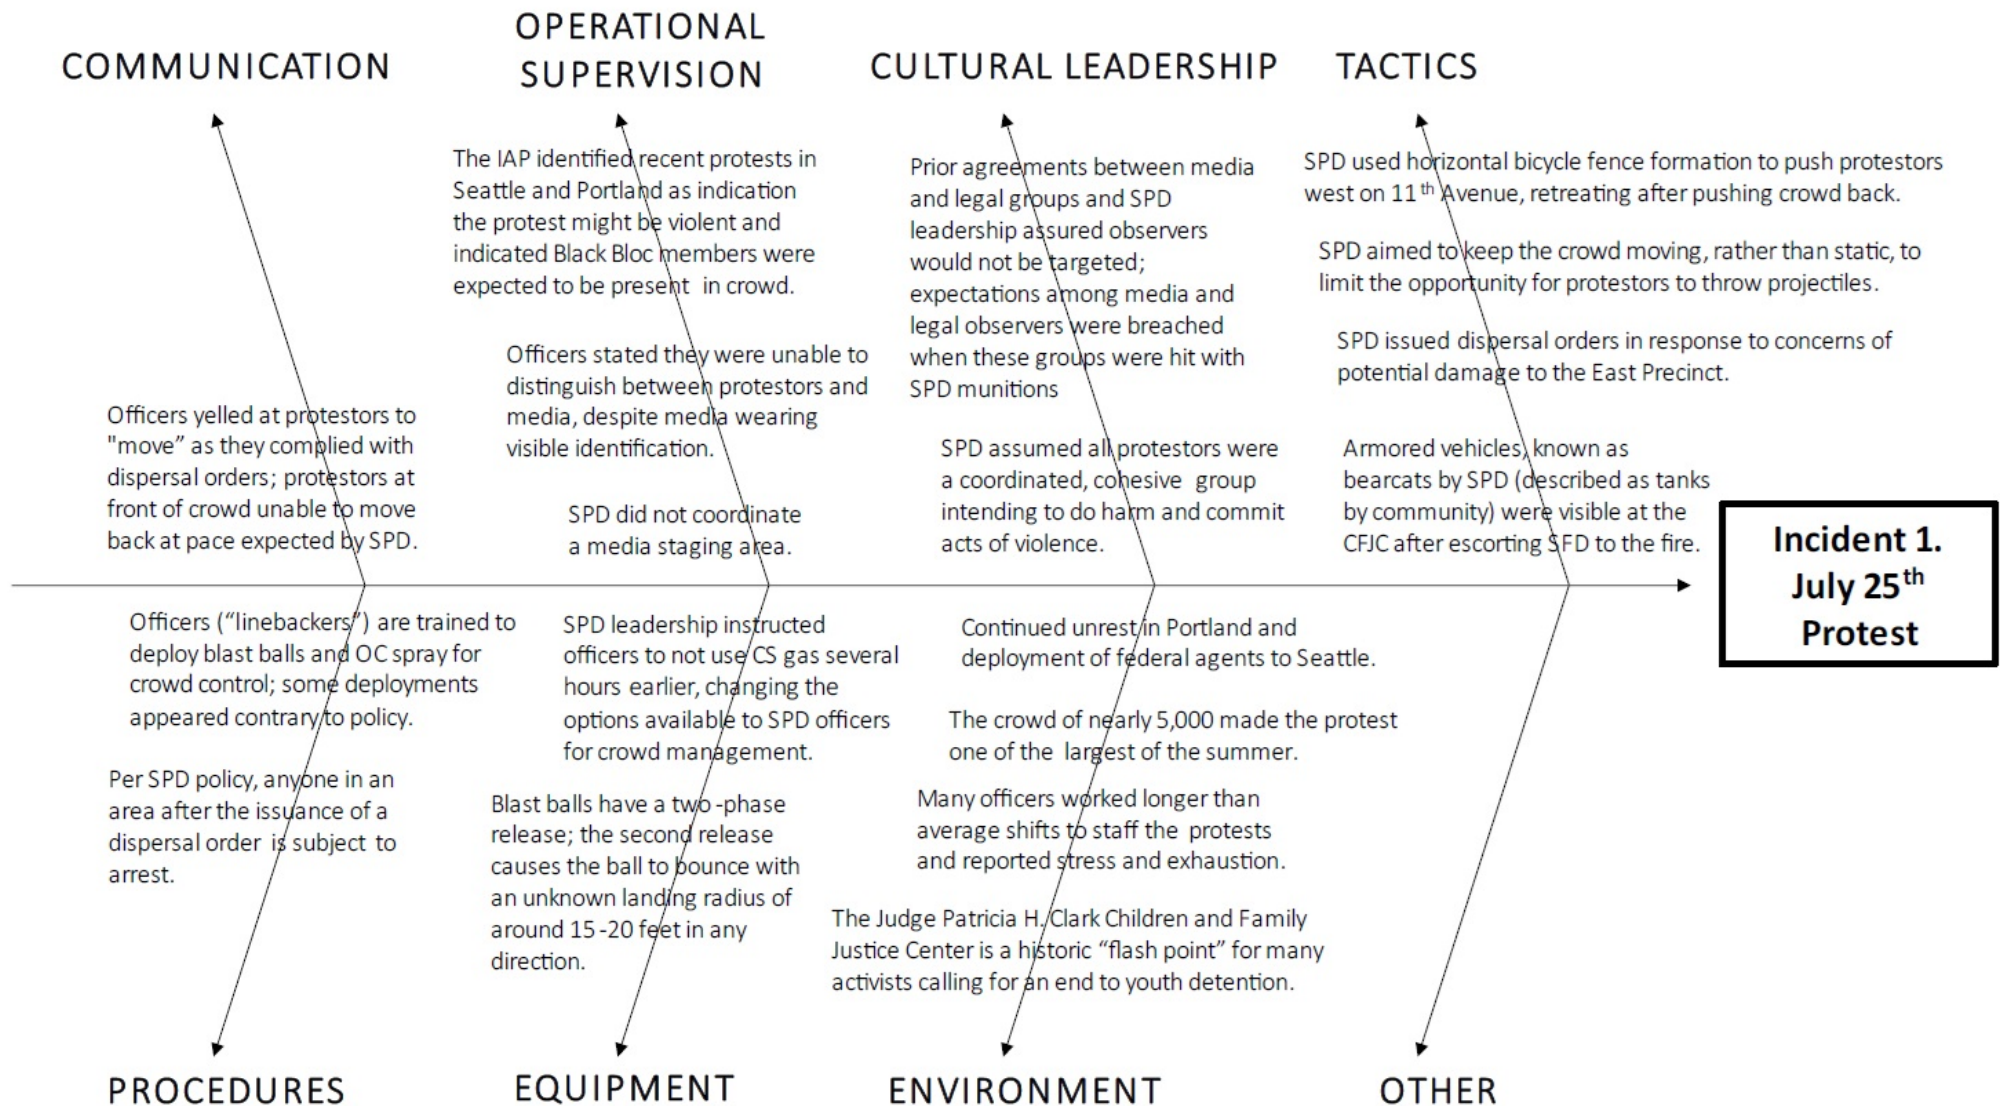 COMMUNICATION
OPERATIONAL
SUPERVISION
CULTURAL LEADERSHIP
TACTICS
Officers yelled at protestors to
"move” as they complied with
dispersal orders; protestors at
front of crowd unable to move
back at pace expected by SPD.
The IAP identified recent protests in
Seattle and Portland as indication
the protest might be violent and
indicated Black Bloc members were
expected to be present in crowd.
Officers stated they were unable to
distinguish between protestors and
media, despite media wearing
visible identification.
SPD did not coordinate
a media staging area.
Prior agreements between media
and legal groups and SPD
leadership assured observers
would not be targeted;
expectations among media and
legal observers were breached
when these groups were hit with
SPD munitions
SPD assumed all protestors were
a coordinated, cohesive group
intending to do harm and commit
acts of violence.
SPD used horizontal bicycle fence formation to push protestors
west on 11th Avenue, retreating after pushing crowd back.
SPD aimed to keep the crowd moving, rather than static, to
limit the opportunity for protestors to throw projectiles.
SPD issued dispersal orders in response to concerns of
potential damage to the East Precinct.
Armored vehicles, known as
bearcats by SPD (described as tanks
by community) were visible at the
CFJC after escorting SFD to the fire.
Incident 1.
July 25th
Protest
Officers (“linebackers”) are trained to
deploy blast balls and OC spray for
crowd control; some deployments
appeared contrary to policy.
Per SPD policy, anyone in an
area after the issuance of a
dispersal order is subject to
arrest.
SPD leadership instructed
officers to not use CS gas several
hours earlier, changing the
options available to SPD officers
for crowd management.
Blast balls have a two -phase
release; the second release
causes the ball to bounce with
an unknown landing radius of
around 15 -20 feet in any
direction.
Continued unrest in Portland and
deployment of federal agents to Seattle.
The crowd of nearly 5,000 made the protest
one of the largest of the summer.
Many officers worked longer than
average shifts to staff the protests
and reported stress and exhaustion.
The Judge Patricia H. Clark Children and Family
Justice Center is a historic “flash point” for many
activists calling for an end to youth detention.
PROCEDURES
EQUIPMENT
ENVIRONMENT
OTHER